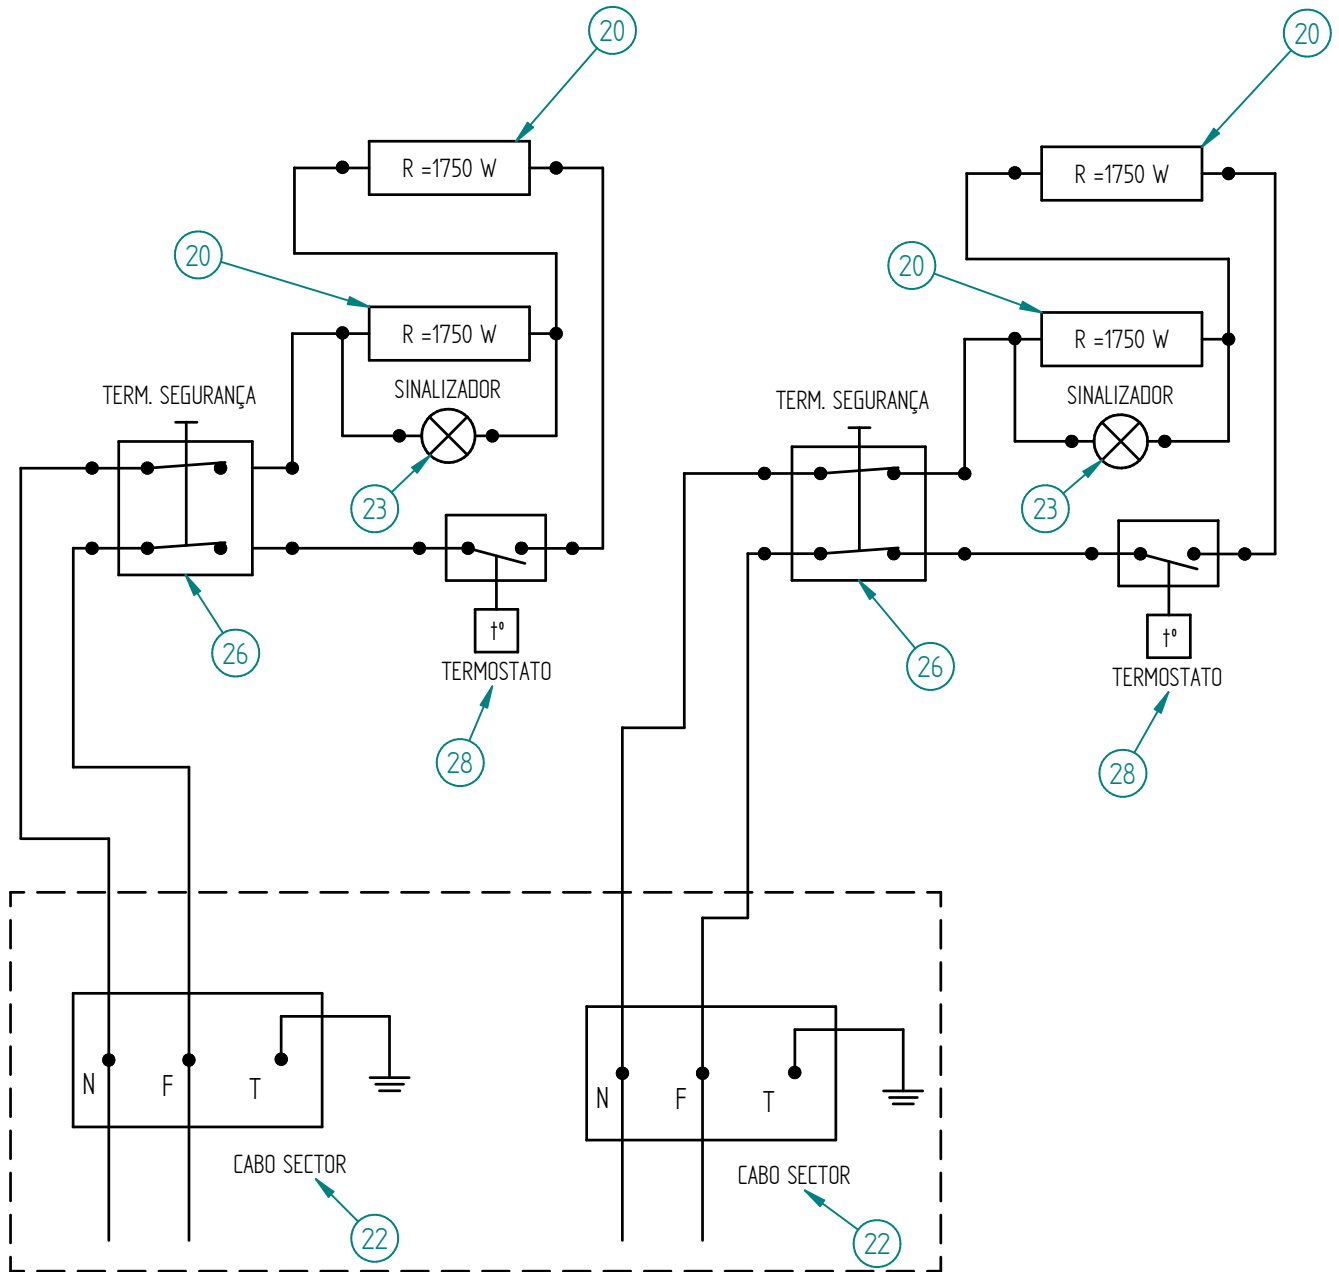 20
20
R =1750 W
R =1750 W
20
20
R =1750 W
R =1750 W
SINALIZADOR
SINALIZADOR
TERM. SEGURANÇA
TERM. SEGURANÇA
23
23
t°
t°
26
26
TERMOSTATO
TERMOSTATO
28
28
N F T
N F T
CABO SECTOR
CABO SECTOR
22
22